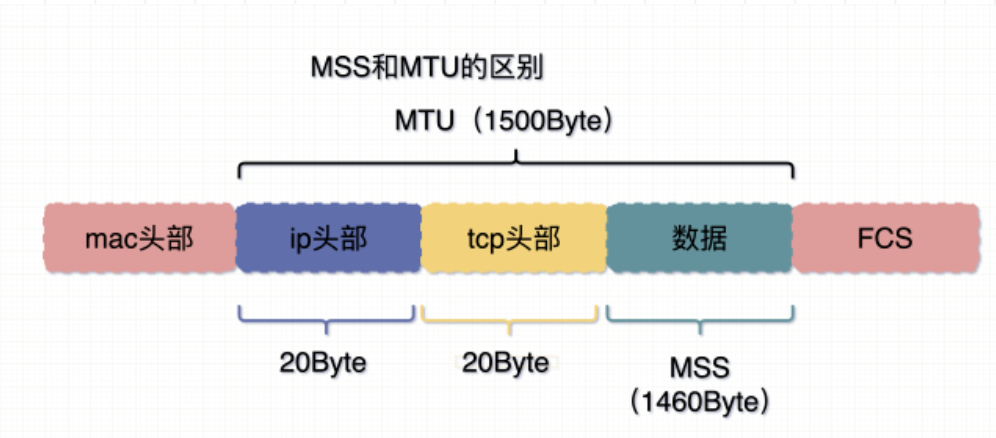 MSS和MTU的区别
MTU（1500Byte）
mac头部
ip头部
tcp头部
数据
FCS
20Byte
20Byte
MSS
（1460Byte）